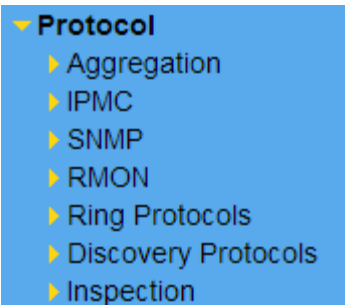 Protocol
Aggregation
IPMC
SNMP
RMON
Ring Protocols
Discovery Protocols
Inspection